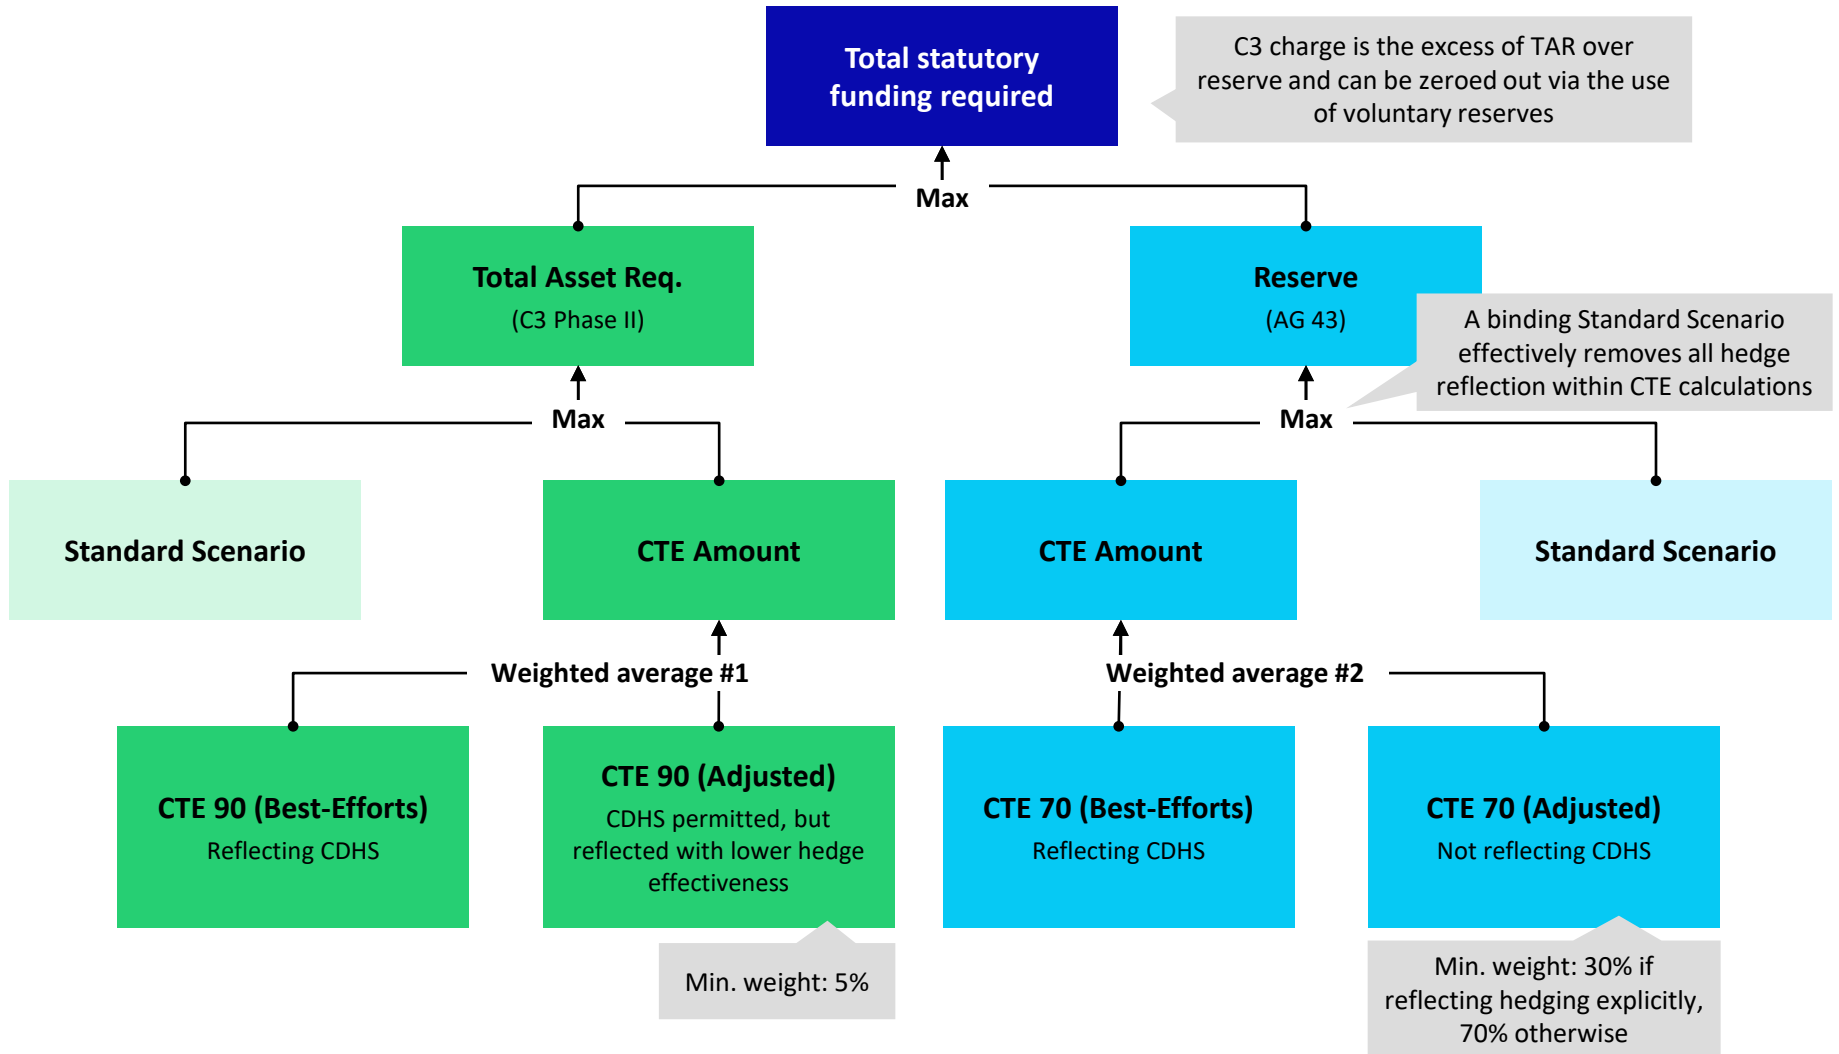 Total statutory
funding required
C3 charge is the excess of TAR over
reserve and can be zeroed out via the use
of voluntary reserves
Max
Total Asset Req.
(C3 Phase II)
Reserve
(AG 43)
A binding Standard Scenario
effectively removes all hedge
reflection within CTE calculations
Max
Max
Standard Scenario
CTE Amount
CTE Amount
Standard Scenario
Weighted average #1
Weighted average #2
CTE 90 (Best-Efforts)
Reflecting CDHS
CTE 90 (Adjusted)
CDHS permitted, but
reflected with lower hedge
effectiveness
CTE 70 (Best-Efforts)
Reflecting CDHS
CTE 70 (Adjusted)
Not reflecting CDHS
Min. weight: 5%
Min. weight: 30% if
reflecting hedging explicitly,
70% otherwise